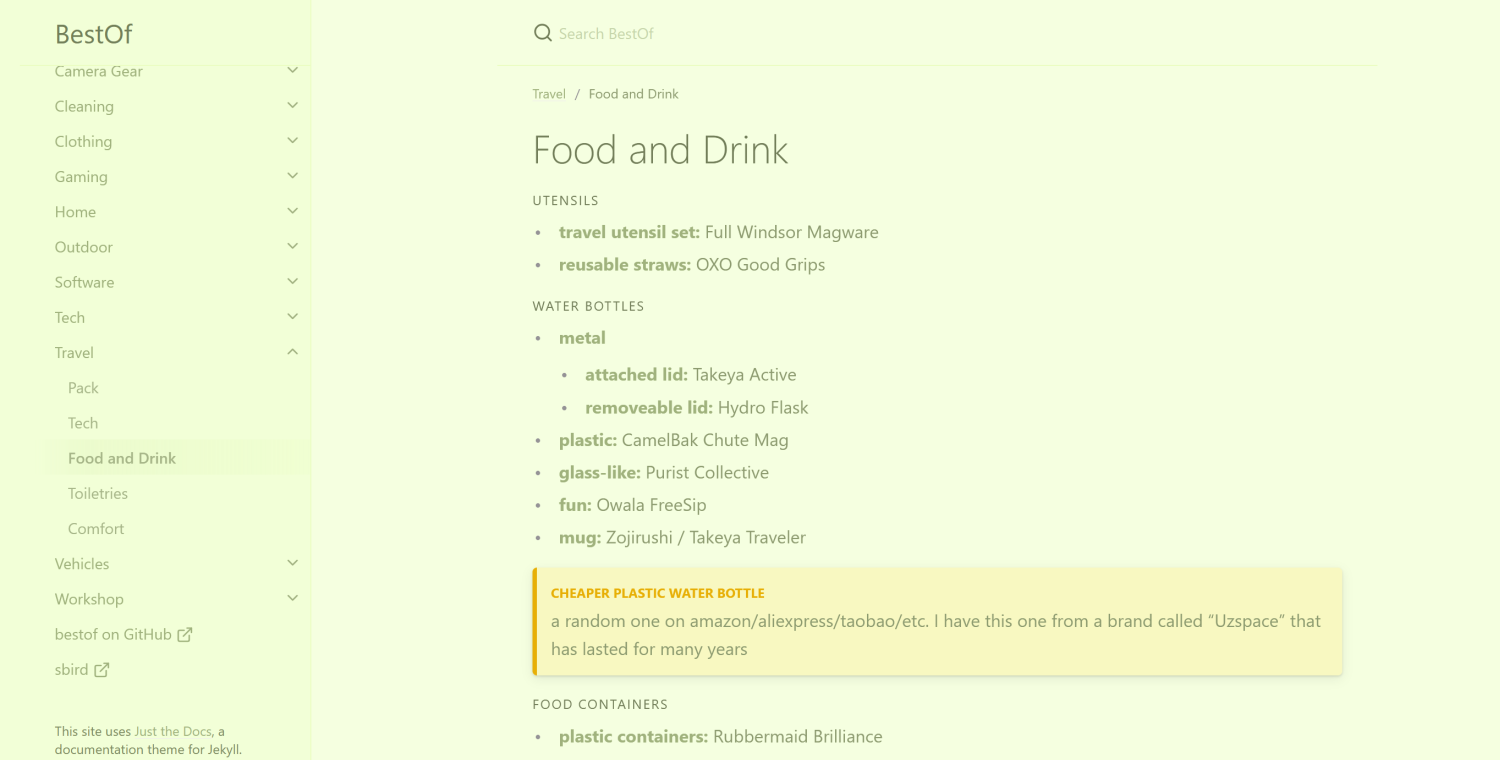 BestOf
Camera Gear
Cleaning
Clothing
Gaming
Home
Outdoor
Software
Tech
Travel
Pack
Tech
Food and Drink
Toiletries
Comfort
Vehicles
Workshop
bestof on GitHub
sbird
This site uses Just the Docs, a
documentation theme for Jekyll.
Search BestOf
Travel / Food and Drink
Food and Drink
UTENSILS
• travel utensil set: Full Windsor Magware
• reusable straws: OXO Good Grips
WATER BOTTLES
• metal
• attached lid: Takeya Active
• removeable lid: Hydro Flask
• plastic: CamelBak Chute Mag
• glass-like: Purist Collective
• fun: Owala FreeSip
• mug: Zojirushi / Takeya Traveler
CHEAPER PLASTIC WATER BOTTLE
a random one on amazon/aliexpress/taobao/etc. I have this one from a brand called “Uzspace” that
has lasted for many years
FOOD CONTAINERS
• plastic containers: Rubbermaid Brilliance